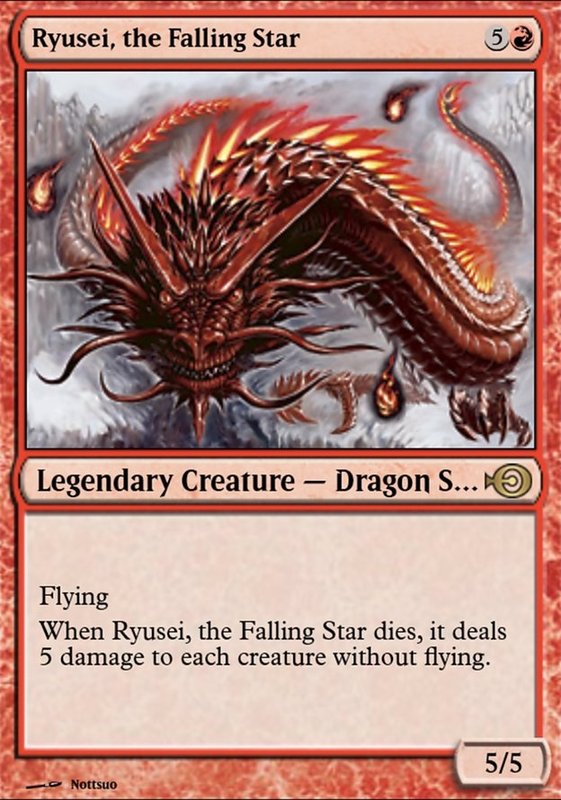 Ryusei, the Falling Star 5
Legendary Creature — Dragon S...
Flying
When Ryusei, the Falling Star dies, it deals
5 damage to each creature without flying.
5/5
Nottsuo